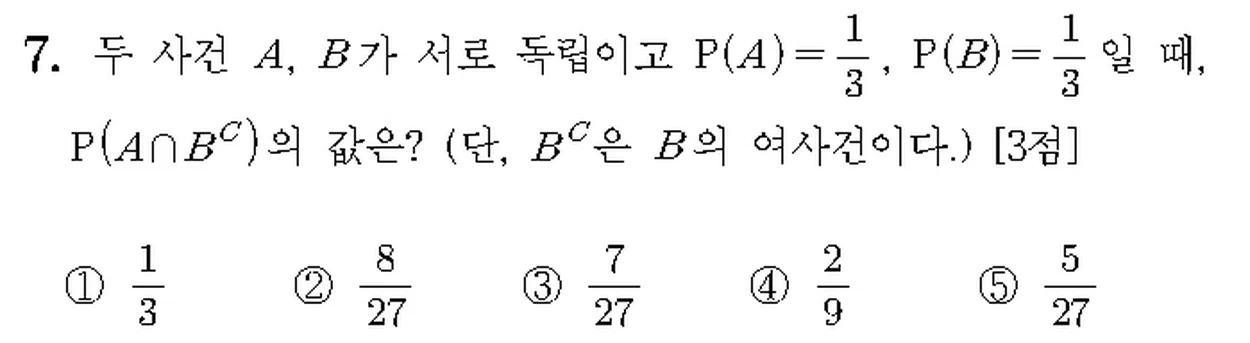 7. 두 사건 A, B가 서로 독립이고 P(A)=1/3, P(B)=1/3일 때,
P(A∩B^C)의 값은? (단, B^C은 B의 여사건이다.) [3점]
① 1/3 ② 8/27 ③ 7/27 ④ 2/9 ⑤ 5/27